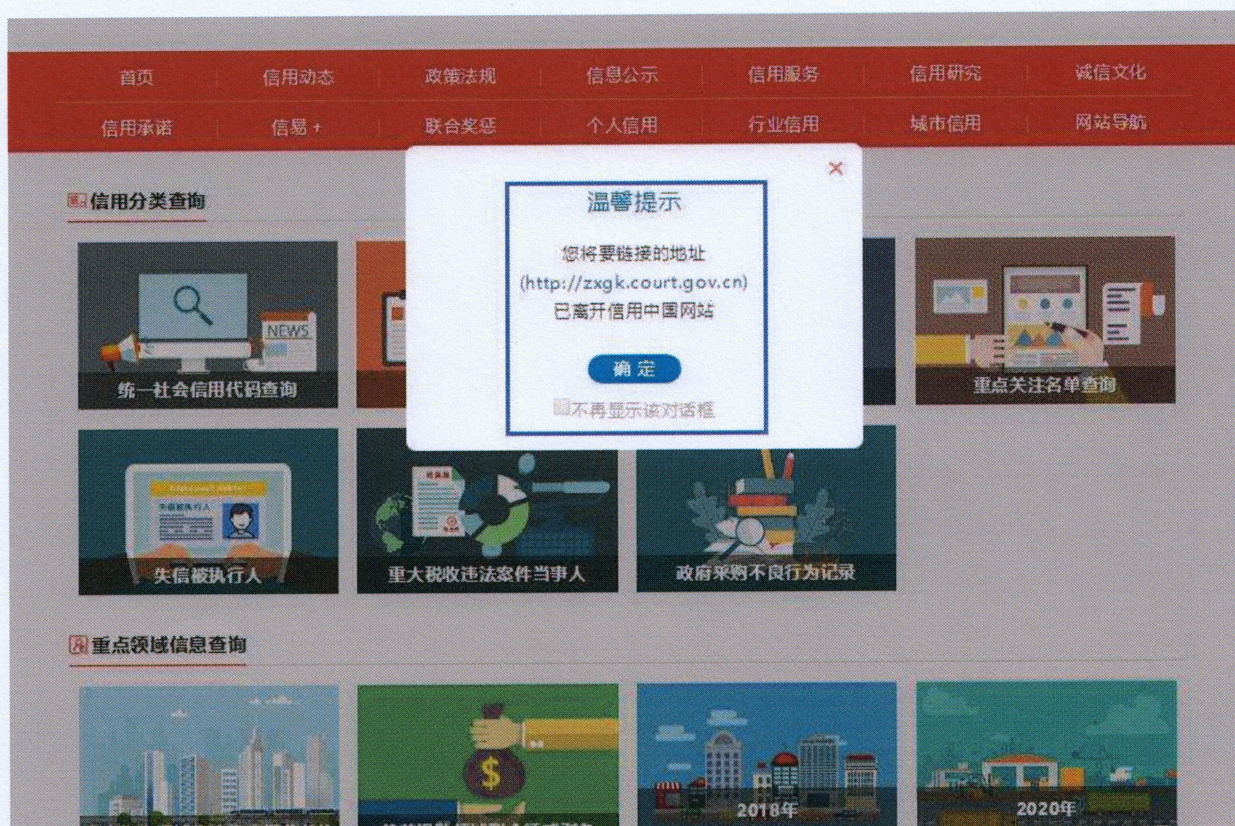 首页 信用动态 政策法规 信息公示 信用服务 信用研究 诚信文化
信用承诺 信易+ 联合奖惩 个人信用 行业信用 城市信用 网站导航
信用分类查询
温馨提示
您将要链接的地址
(http://zxgk.court.gov.cn)
已离开信用中国网站
确定
不再显示该对话框
NEWS
统一社会信用代码查询
重点关注名单查询
失信被执行人
失信被执行人
重大税收违法案件当事人
政府采购不良行为记录
重点领域信息查询
$
2018年
2020年